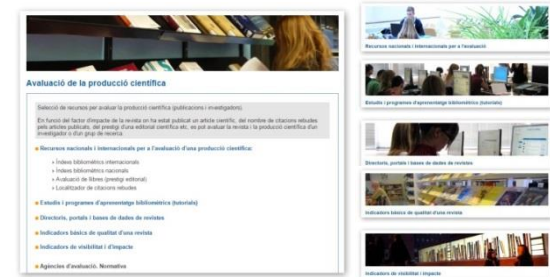 Avaluació de la producció científica
Selecció de recursos per avaluar la producció científica (publicacions i investigadors).
En funció del factor d'impacte de la revista on ha estat publicat un article científic, del nombre de citacions rebudes
pels articles publicats, del prestigi d'una editorial científica etc, es pot avaluar la revista i la producció científica d'un
investigador o d'un grup de recerca.
Recursos nacionals i internacionals per a l'avaluació d'una producció científica:
» Índexs bibliomètrics internacionals
» Índexs bibliomètrics nacionals
» Avaluació de llibres (prestigi editorial)
» Localitzador de citacions rebudes
Estudis i programes d'aprenentatge bibliomètrics (tutorials)
Directoris, portals i bases de dades de revistes
Indicadors bàsics de qualitat d'una revista
Indicadors de visibilitat i d'impacte
Agències d'avaluació. Normativa
Recursos nacionals i internacionals per a l'avaluació
Estudis i programes d'aprenentatge bibliomètrics (tutorials)
Directoris, portals i bases de dades de revistes
Indicadors bàsics de qualitat d'una revista
Indicadors de visibilitat i impacte